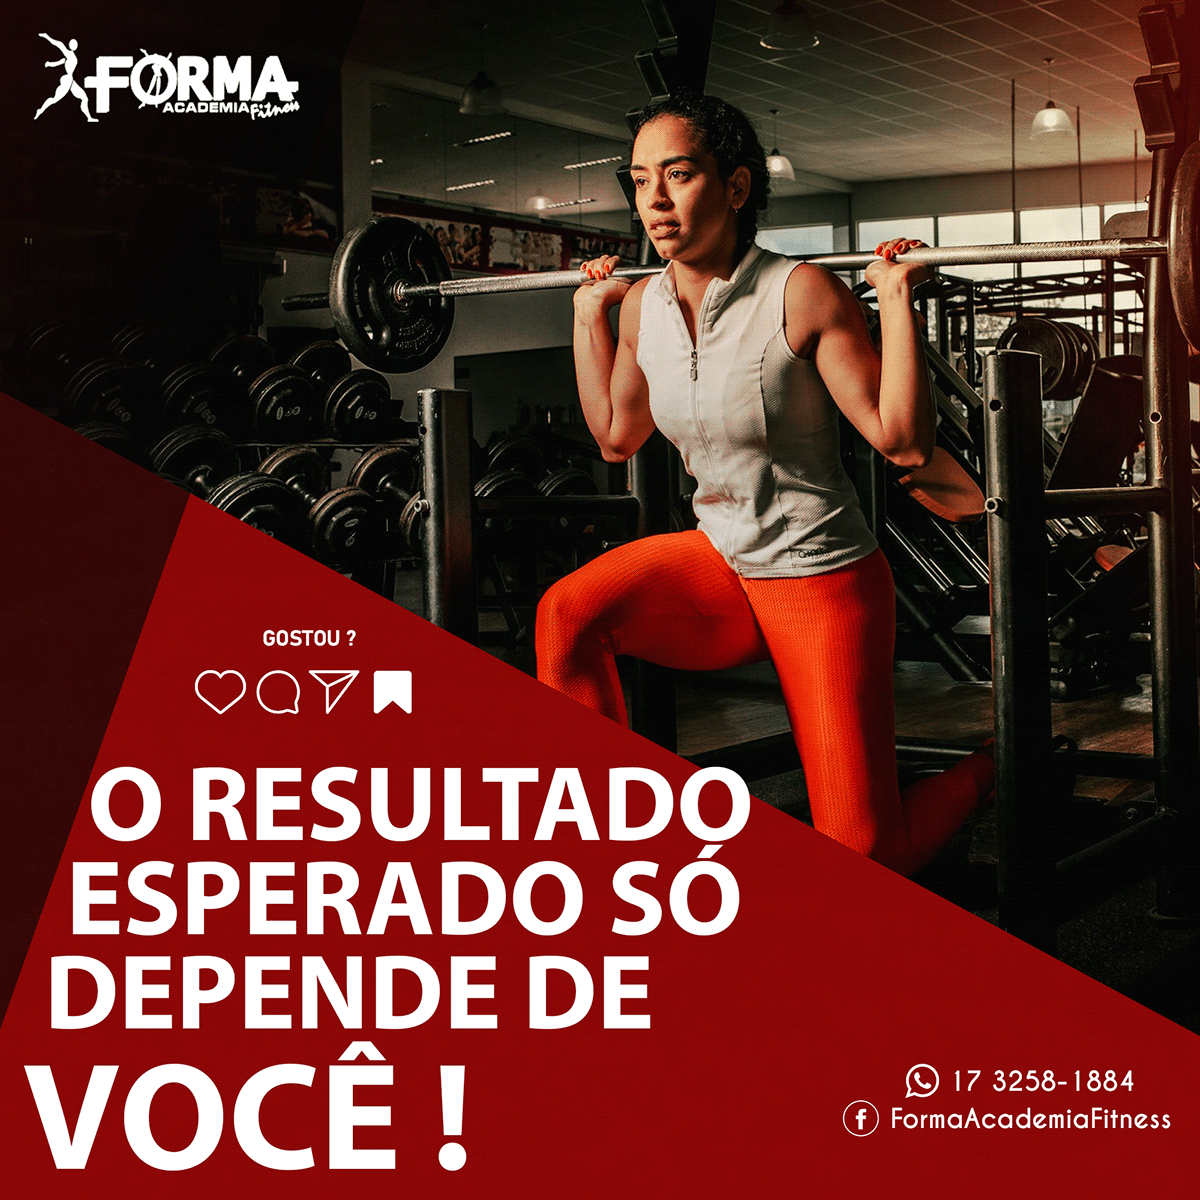 FORMA
ACADEMIA Fitness
GOSTOU ?
O RESULTADO
ESPERADO SÓ
DEPENDE DE
VOCÊ !
17 3258-1884
FormaAcademiaFitness